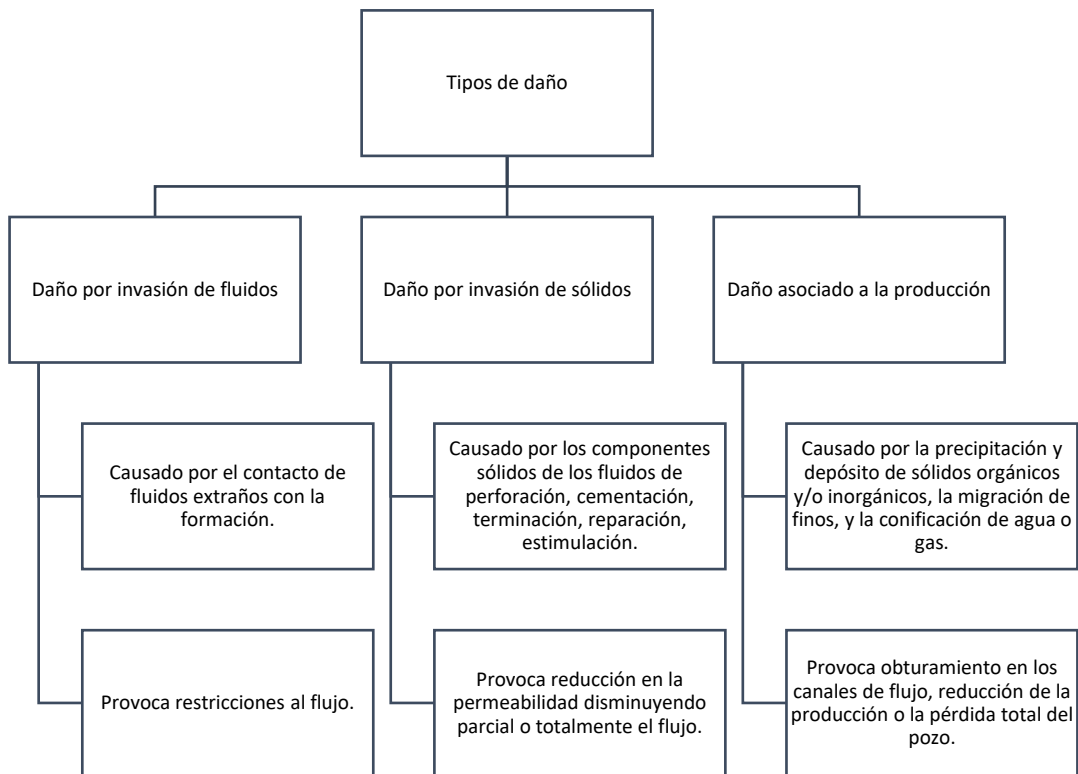 Tipos de daño
Daño por invasión de fluidos
Daño por invasión de sólidos
Daño asociado a la producción
Causado por el contacto de
fluidos extraños con la
formación.
Causado por los componentes
sólidos de los fluidos de
perforación, cementación,
terminación, reparación,
estimulación.
Causado por la precipitación y
depósito de sólidos orgánicos
y/o inorgánicos, la migración de
finos, y la conificación de agua o
gas.
Provoca restricciones al flujo.
Provoca reducción en la
permeabilidad disminuyendo
parcial o totalmente el flujo.
Provoca obturamiento en los
canales de flujo, reducción de la
producción o la pérdida total del
pozo.